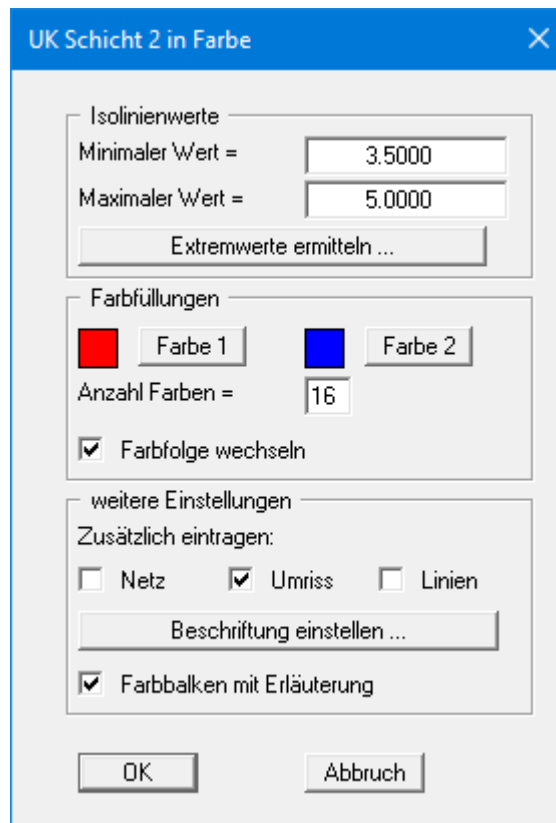 UK Schicht 2 in Farbe
Isolinienwerte
Minimaler Wert = 3.5000
Maximaler Wert = 5.0000
Extremwerte ermitteln ...
Farbfüllungen
Farbe 1 Farbe 2
Anzahl Farben = 16
Farbfolge wechseln
weitere Einstellungen
Zusätzlich eintragen:
Netz Umriss Linien
Beschriftung einstellen ...
Farbbalken mit Erläuterung
OK Abbruch